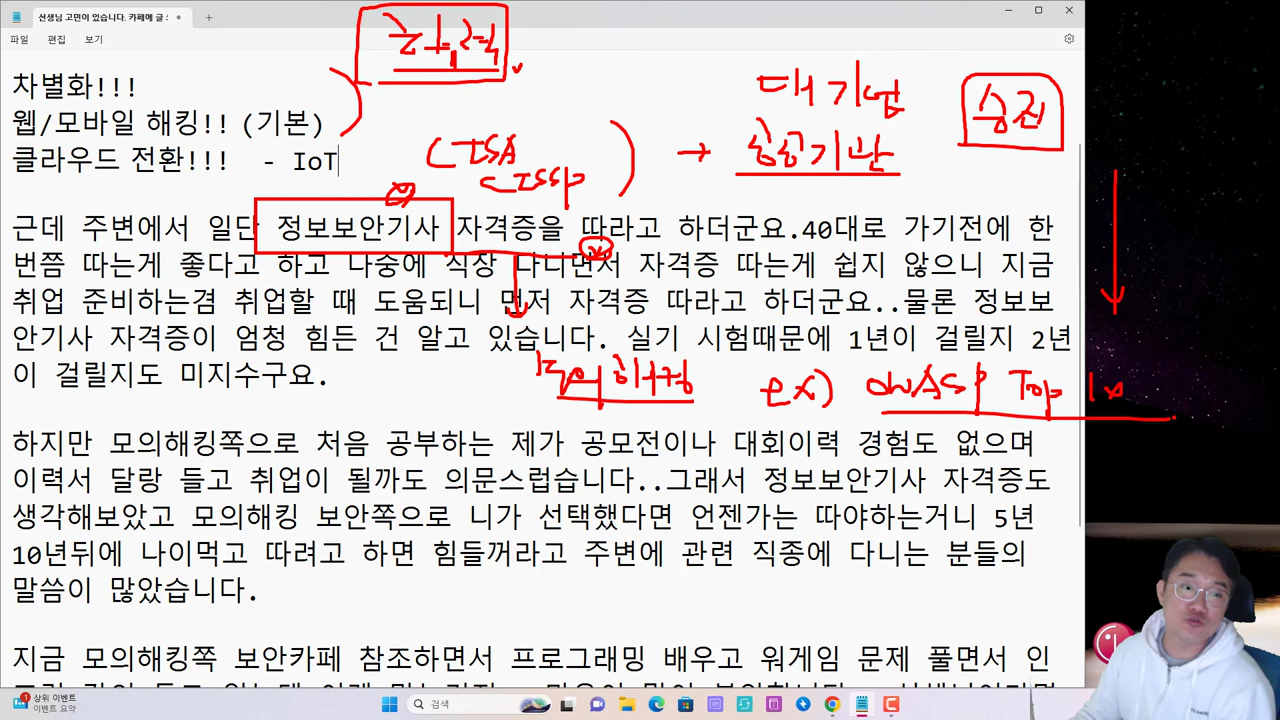 선생님 고민이 있습니다. 카페에 글 스
파일 편집 보기
차별화!!!
웹/모바일 해킹!! (기본)
클라우드 전환!!! - IoT
CISA
CISSP
대기업
공공기관
승진
근데 주변에서 일단 정보보안기사 자격증을 따라고 하더군요.40대로 가기전에 한
번쯤 따는게 좋다고 하고 나중에 직장 다니면서 자격증 따는게 쉽지 않으니 지금
취업 준비하는겸 취업할 때 도움되니 먼저 자격증 따라고 하더군요..물론 정보보
안기사 자격증이 엄청 힘든 건 알고 있습니다. 실기 시험때문에 1년이 걸릴지 2년
이 걸릴지도 미지수구요.
모의해킹 ex) OWASP Top 10
하지만 모의해킹쪽으로 처음 공부하는 제가 공모전이나 대회이력 경험도 없으며
이력서 달랑 들고 취업이 될까도 의문스럽습니다..그래서 정보보안기사 자격증도
생각해보았고 모의해킹 보안쪽으로 니가 선택했다면 언젠가는 따야하는거니 5년
10년뒤에 나이먹고 따려고 하면 힘들꺼라고 주변에 관련 직종에 다니는 분들의
말씀이 많았습니다.
지금 모의해킹쪽 보안카페 참조하면서 프로그래밍 배우고 워게임 문제 풀면서 인
상위 이벤트
이벤트 요약
검색